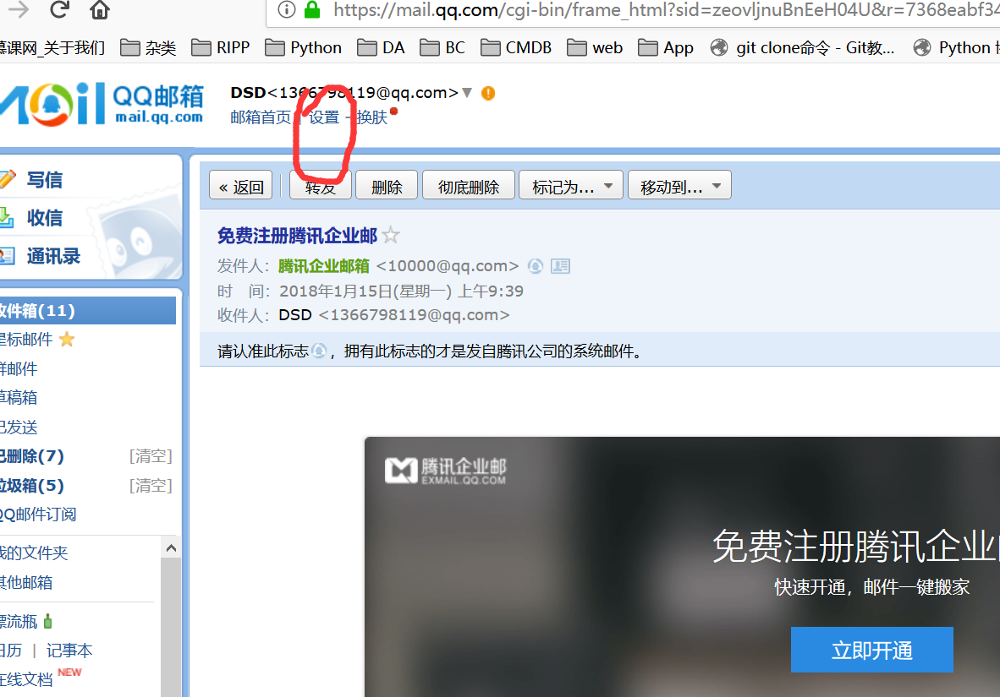 https://mail.qq.com/cgi-bin/frame_html?sid=zeovljnuBnEeH04U&r=7368eabf34
慕课网_关于我们 杂类 RIPP Python DA BC CMDB web App git clone命令 - Git教... Python
Mail QQ邮箱
mail.qq.com
DSD<1366798119@qq.com>
邮箱首页 | 设置 - 换肤
写信
收信
通讯录
收件箱(11)
星标邮件
群邮件
草稿箱
已发送
已删除(7) [清空]
垃圾箱(5) [清空]
QQ邮件订阅
我的文件夹
其他邮箱
漂流瓶
日历 | 记事本
在线文档 NEW
« 返回 转发 删除 彻底删除 标记为... 移动到...
免费注册腾讯企业邮
发件人：腾讯企业邮箱 <10000@qq.com>
时 间：2018年1月15日(星期一) 上午9:39
收件人：DSD <1366798119@qq.com>
请认准此标志，拥有此标志的才是发自腾讯公司的系统邮件。
腾讯企业邮
EXMAIL.QQ.COM
免费注册腾讯企业
快速开通，邮件一键搬家
立即开通